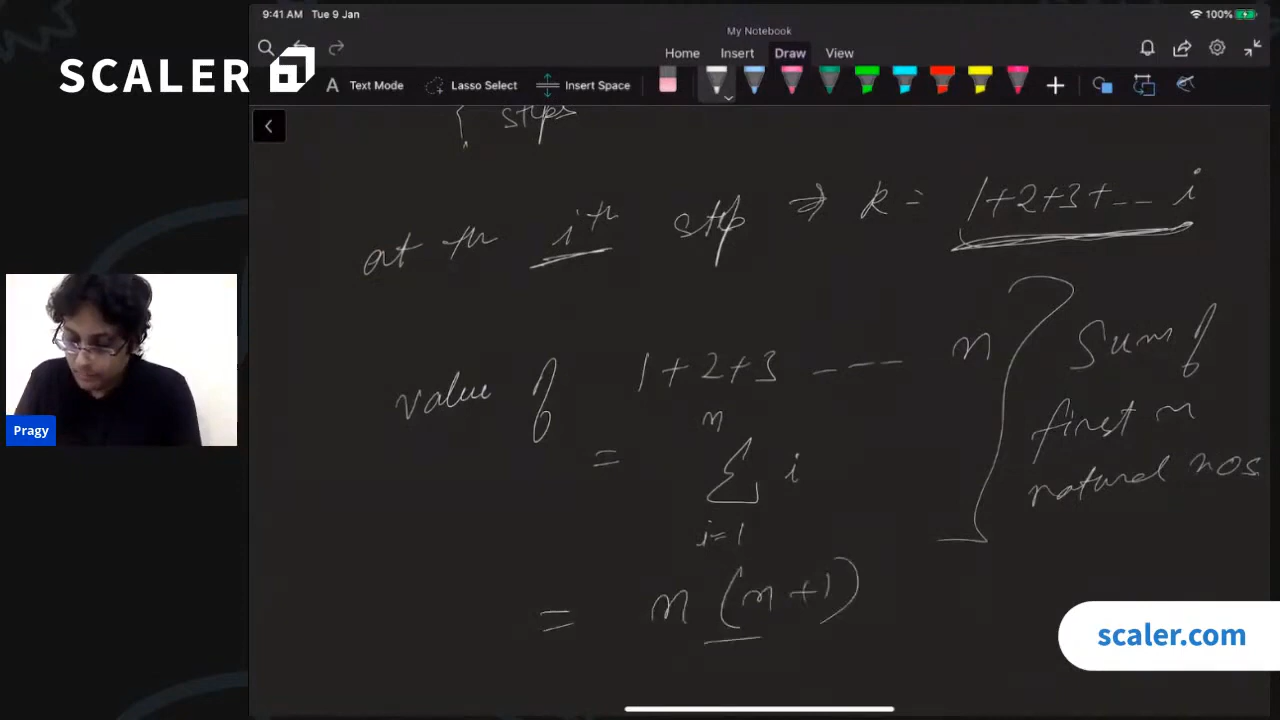 9:41 AM Tue 9 Jan
100%
My Notebook
Home Insert Draw View
SCALER
A Text Mode Lasso Select Insert Space
steps
at th ith step ⇒ k = 1+2+3+-- i
value of 1+2+3 --- n
= n Σ i=1 i
= n (n+1)
Sum of
first n
natural nos
Pragy
scaler.com